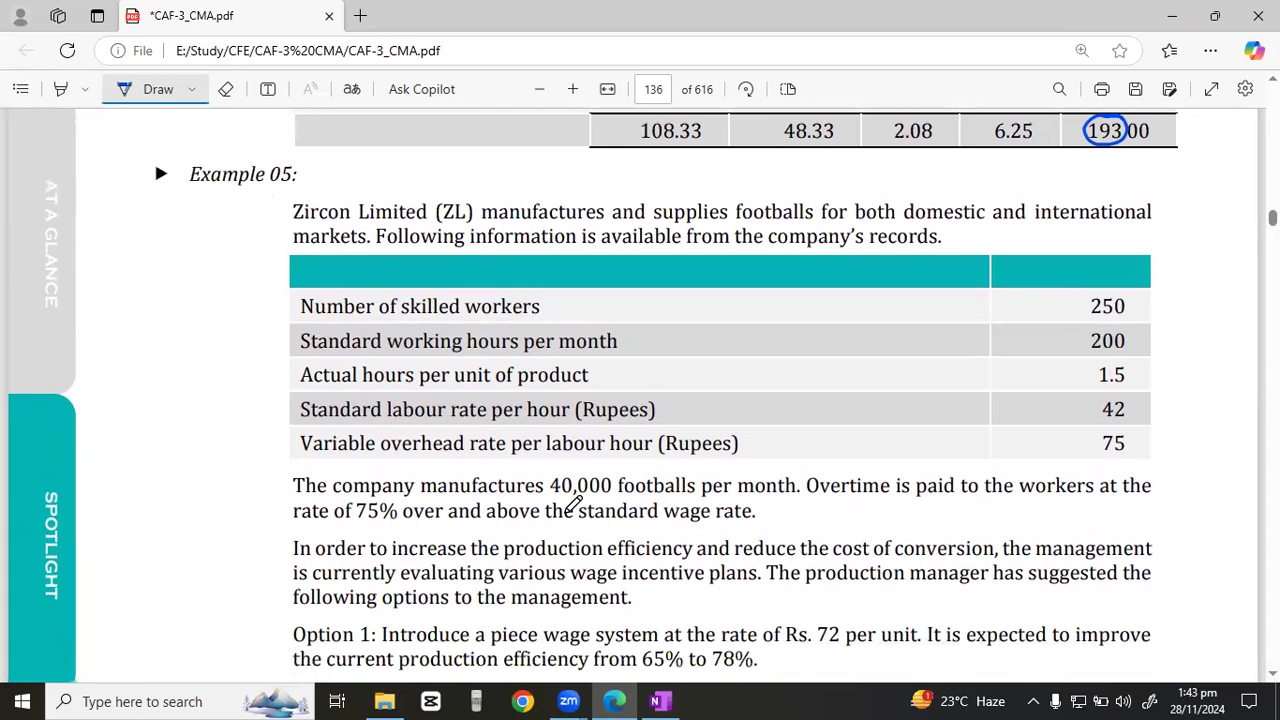 *CAF-3_CMA.pdf
File E:/Study/CFE/CAF-3%20CMA/CAF-3_CMA.pdf
Draw Ask Copilot 136 of 616
108.33 48.33 2.08 6.25 193.00
Example 05:
Zircon Limited (ZL) manufactures and supplies footballs for both domestic and international
markets. Following information is available from the company's records.
Number of skilled workers 250
Standard working hours per month 200
Actual hours per unit of product 1.5
Standard labour rate per hour (Rupees) 42
Variable overhead rate per labour hour (Rupees) 75
The company manufactures 40,000 footballs per month. Overtime is paid to the workers at the
rate of 75% over and above the standard wage rate.
In order to increase the production efficiency and reduce the cost of conversion, the management
is currently evaluating various wage incentive plans. The production manager has suggested the
following options to the management.
Option 1: Introduce a piece wage system at the rate of Rs. 72 per unit. It is expected to improve
the current production efficiency from 65% to 78%.
AT A GLANCE
SPOTLIGHT
Type here to search
23°C Haze
1:43 pm
28/11/2024